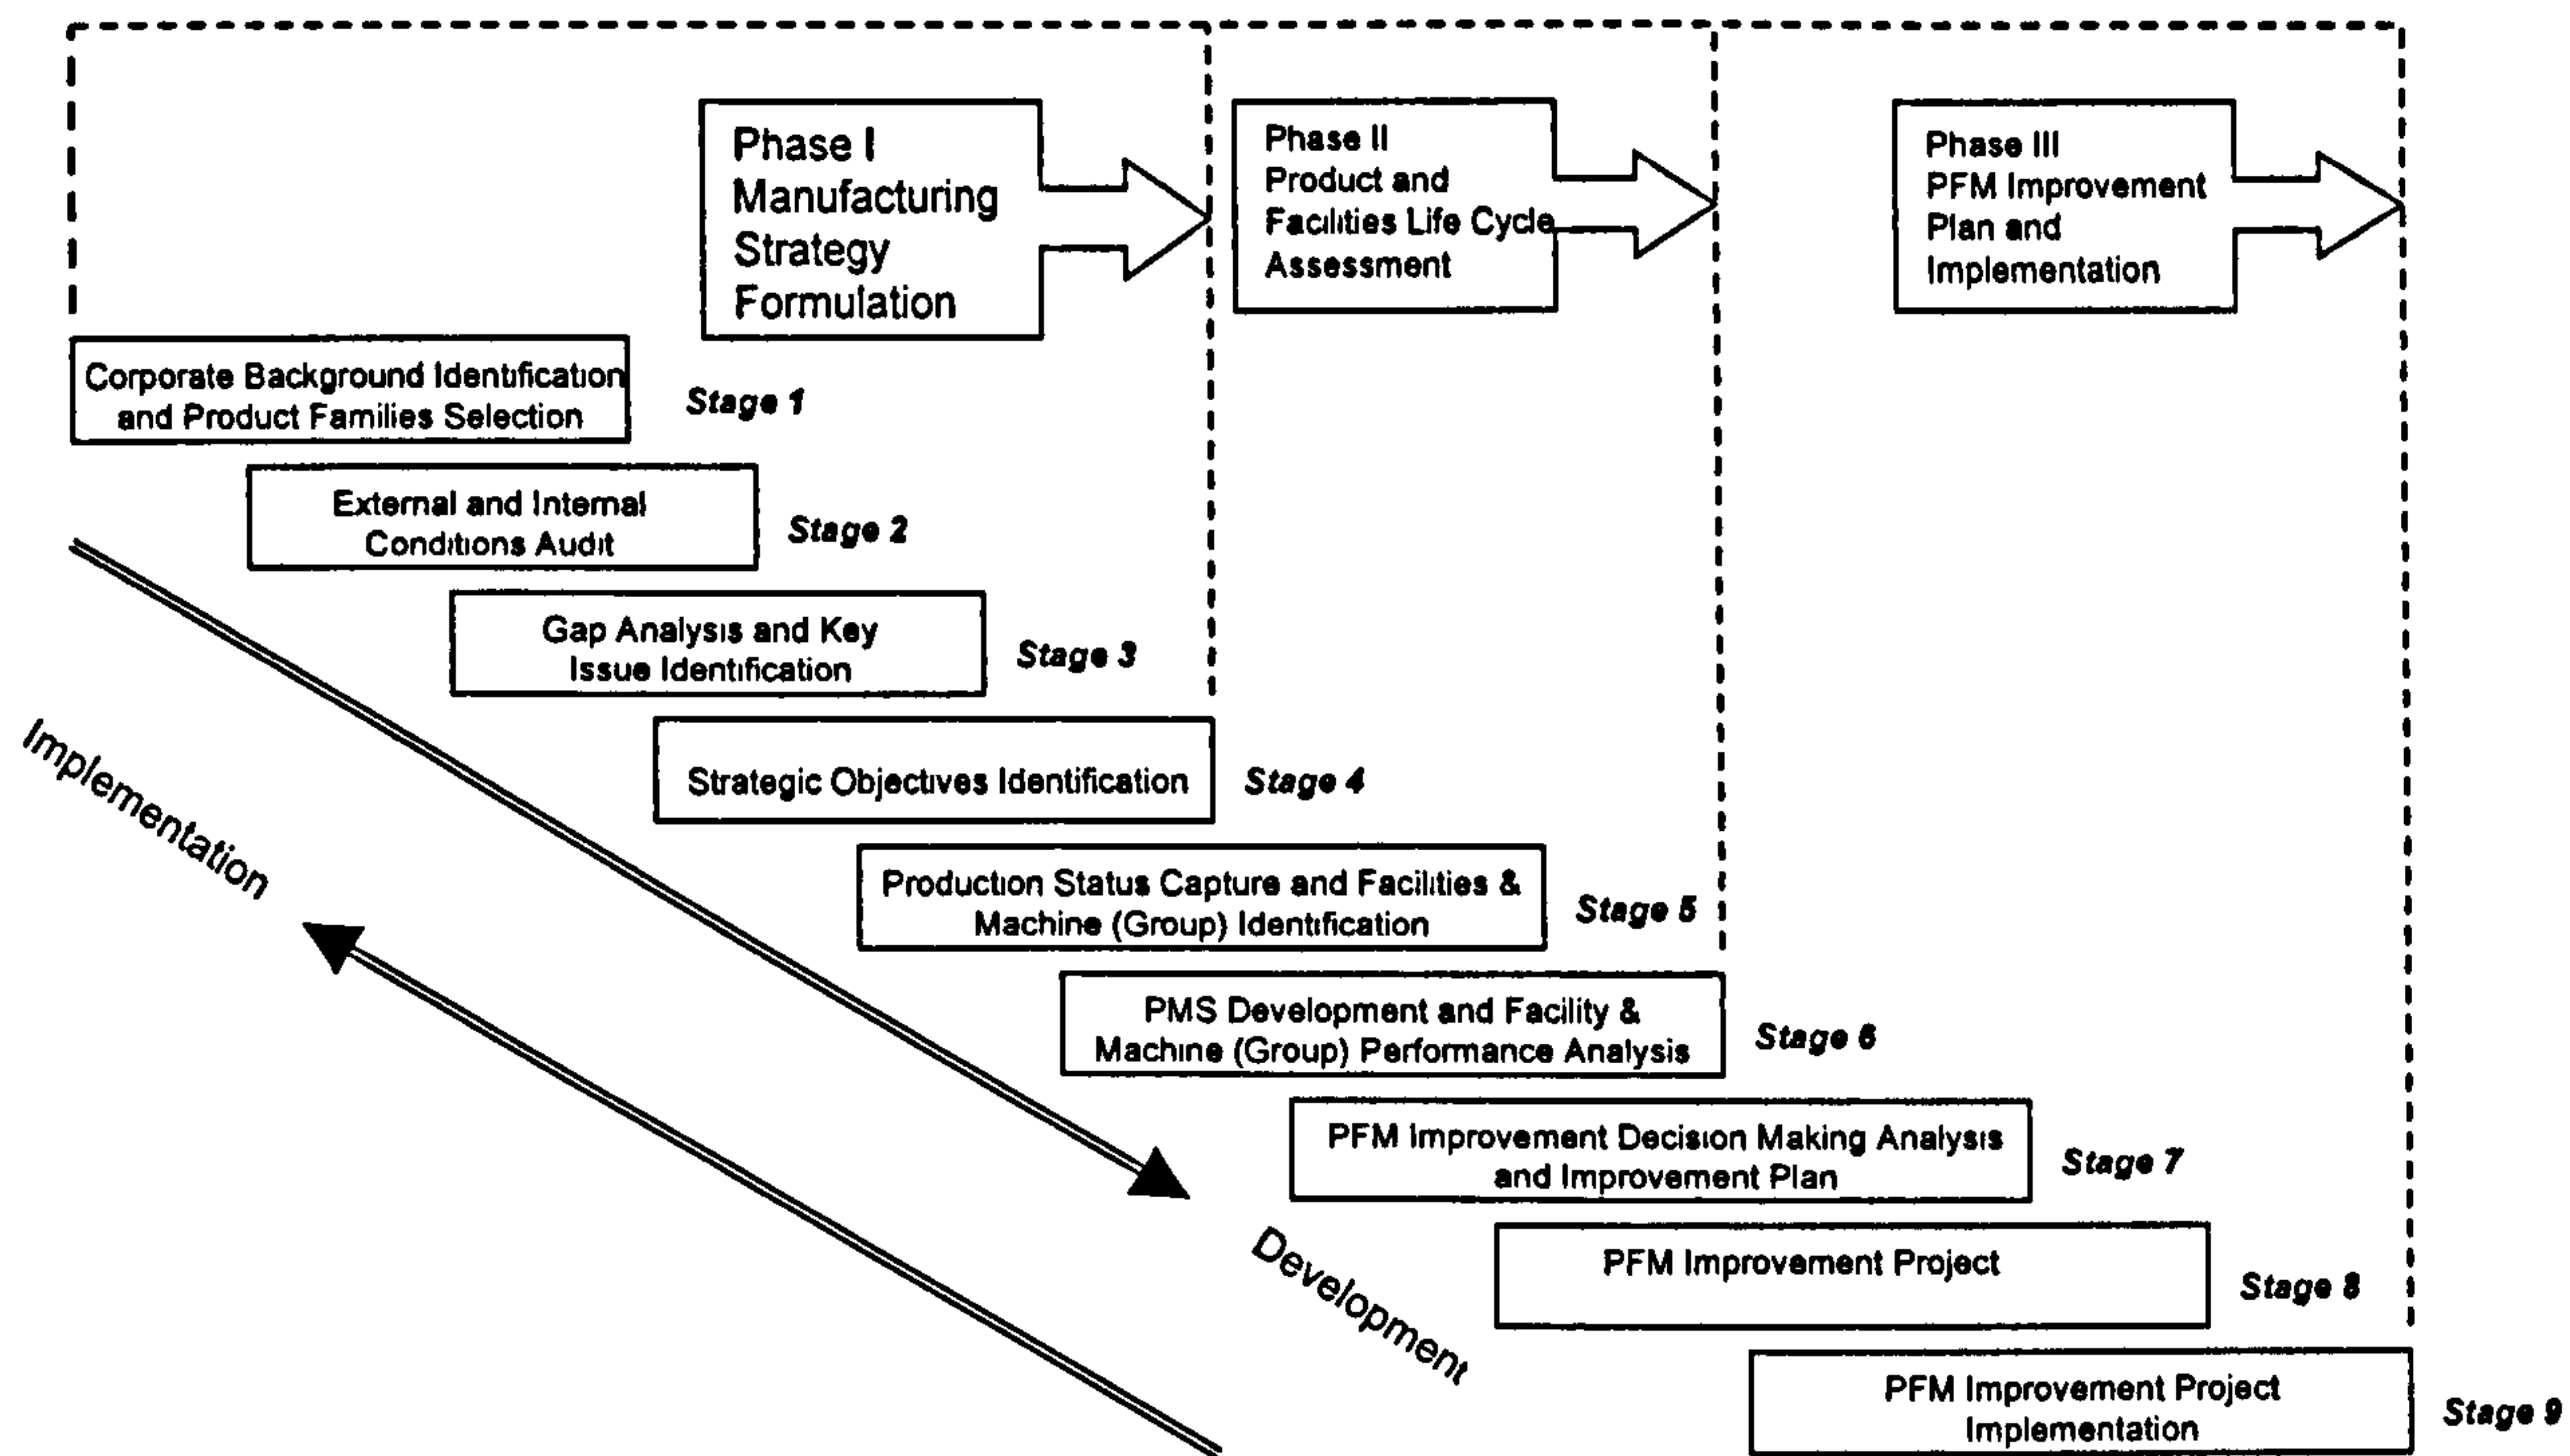 Phase I
Manufacturing
Strategy
Formulation
Phase II
Product and
Facilities Life Cycle
Assessment
Phase III
PFM Improvement
Plan and
Implementation
Corporate Background Identification
and Product Families Selection
Stage 1
External and Internal
Conditions Audit
Stage 2
Gap Analysis and Key
Issue Identification
Stage 3
Strategic Objectives Identification
Stage 4
Production Status Capture and Facilities &
Machine (Group) Identification
Stage 5
PMS Development and Facility &
Machine (Group) Performance Analysis
Stage 6
PFM Improvement Decision Making Analysis
and Improvement Plan
Stage 7
PFM Improvement Project
Stage 8
PFM Improvement Project
Implementation
Stage 9
Implementation
Development